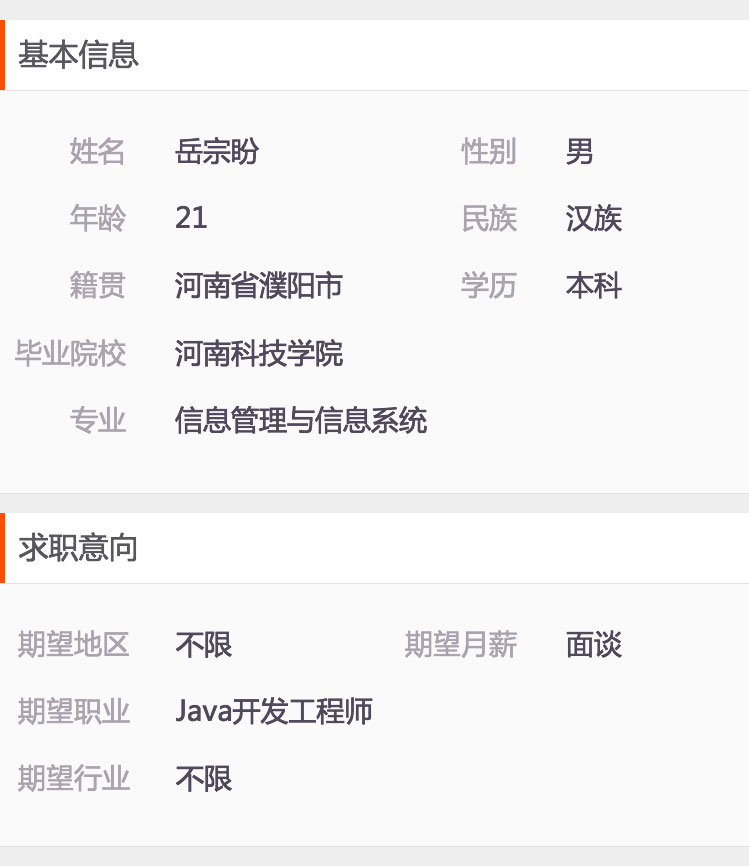 基本信息
姓名 岳宗盼 性别 男
年龄 21 民族 汉族
籍贯 河南省濮阳市 学历 本科
毕业院校 河南科技学院
专业 信息管理与信息系统
求职意向
期望地区 不限 期望月薪 面谈
期望职业 Java开发工程师
期望行业 不限